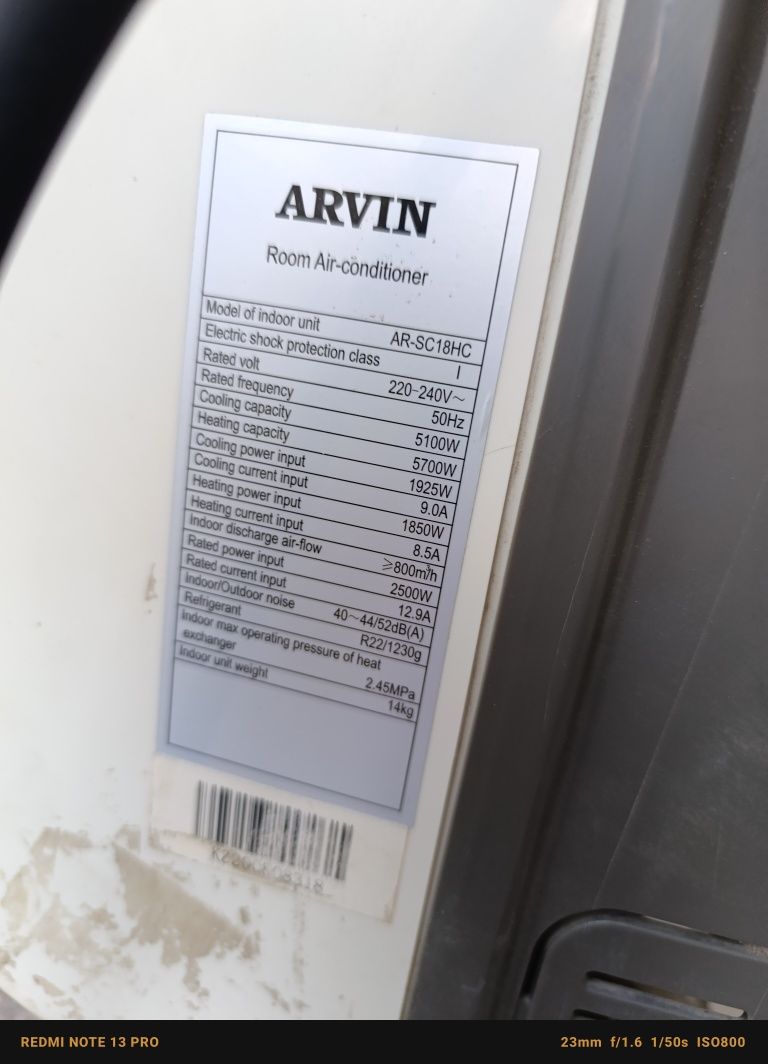 ARVIN
Room Air-conditioner
Model of indoor unit AR-SC18HC
Electric shock protection class I
Rated volt 220-240V~
Rated frequency 50Hz
Cooling capacity 5100W
Heating capacity 5700W
Cooling power input 1925W
Cooling current input 9.0A
Heating power input 1850W
Heating current input 8.5A
Indoor discharge air-flow ≥800m³/h
Rated power input 2500W
Rated current input 12.9A
Indoor/Outdoor noise 40~44/52dB(A)
Refrigerant R22/1230g
Indoor max operating pressure of heat
exchanger 2.45MPa
Indoor unit weight 14kg
REDMI NOTE 13 PRO 23mm f/1.6 1/50s ISO800